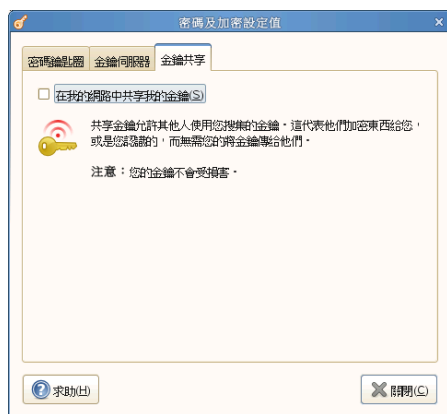 密碼及加密設定值
密碼鑰匙圈 金鑰伺服器 金鑰共享
在我的網路中共享我的金鑰(S)
共享金鑰允許其他人使用您搜集的金鑰。這代表他們加密東西給您,
或是您認識的,而無需您的將金鑰傳給他們。
注意:您的金鑰不會受損害。
求助(H) 關閉(C)